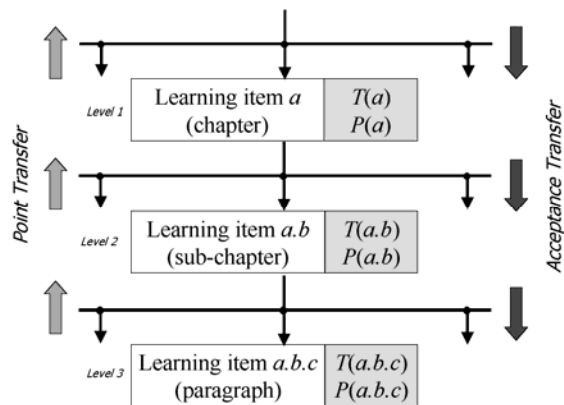 Point Transfer
Level 1
Learning item a
(chapter)
T(a)
P(a)
Level 2
Learning item a.b
(sub-chapter)
T(a.b)
P(a.b)
Level 3
Learning item a.b.c
(paragraph)
T(a.b.c)
P(a.b.c)
Acceptance Transfer